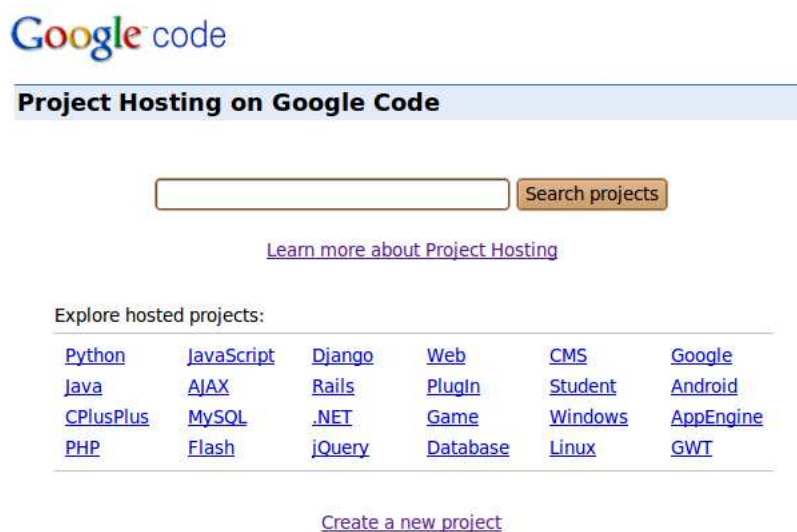 Google code
Project Hosting on Google Code
Search projects
Learn more about Project Hosting
Explore hosted projects:
Python JavaScript Django Web CMS Google
Java AJAX Rails PlugIn Student Android
CPlusPlus MySQL .NET Game Windows AppEngine
PHP Flash jQuery Database Linux GWT
Create a new project